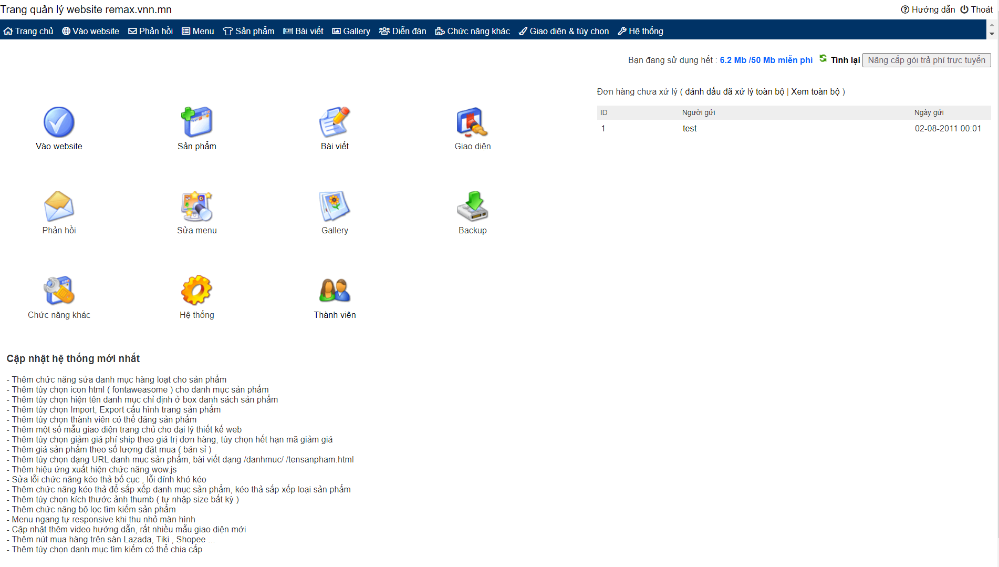 Trang quản lý website remax.vnn.mn
Hướng dẫn Thoát
Trang chủ Vào website Phản hồi Menu Sản phẩm Bài viết Gallery Diễn đàn Chức năng khác Giao diện & tùy chọn Hệ thống
Bạn đang sử dụng hết : 6.2 Mb /50 Mb miễn phí Tính lại Nâng cấp gói trả phí trực tuyến
Đơn hàng chưa xử lý ( đánh dấu đã xử lý toàn bộ | Xem toàn bộ )
ID Người gửi Ngày gửi
1 test 02-08-2011 00:01
Vào website Sản phẩm Bài viết Giao diện
Phản hồi Sửa menu Gallery Backup
Chức năng khác Hệ thống Thành viên
Cập nhật hệ thống mới nhất
- Thêm chức năng sửa danh mục hàng loạt cho sản phẩm
- Thêm tùy chọn icon html ( fontaweasome ) cho danh mục sản phẩm
- Thêm tùy chọn hiện tên danh mục chỉ định ở box danh sách sản phẩm
- Thêm tùy chọn Import, Export cấu hình trang sản phẩm
- Thêm tùy chọn thành viên có thể đăng sản phẩm
- Thêm một số mẫu giao diện trang chủ cho đại lý thiết kế web
- Thêm tùy chọn giảm giá phí ship theo giá trị đơn hàng, tùy chọn hết hạn mã giảm giá
- Thêm giá sản phẩm theo số lượng đặt mua ( bán sỉ )
- Thêm tùy chọn dạng URL danh mục sản phẩm, bài viết dạng /danhmuc/ /tensanpham.html
- Thêm hiệu ứng xuất hiện chức năng wow.js
- Sửa lỗi chức năng kéo thả bố cục , lỗi dính khó kéo
- Thêm chức năng kéo thả để sắp xếp danh mục sản phẩm, kéo thả sắp xếp loại sản phẩm
- Thêm tùy chọn kích thước ảnh thumb ( tự nhập size bất kỳ )
- Thêm chức năng bộ lọc tìm kiếm sản phẩm
- Menu ngang tự responsive khi thu nhỏ màn hình
- Cập nhật thêm video hướng dẫn, rất nhiều mẫu giao diện mới
- Thêm nút mua hàng trên sàn Lazada, Tiki , Shopee ...
- Thêm tùy chọn danh mục tìm kiếm có thể chia cấp